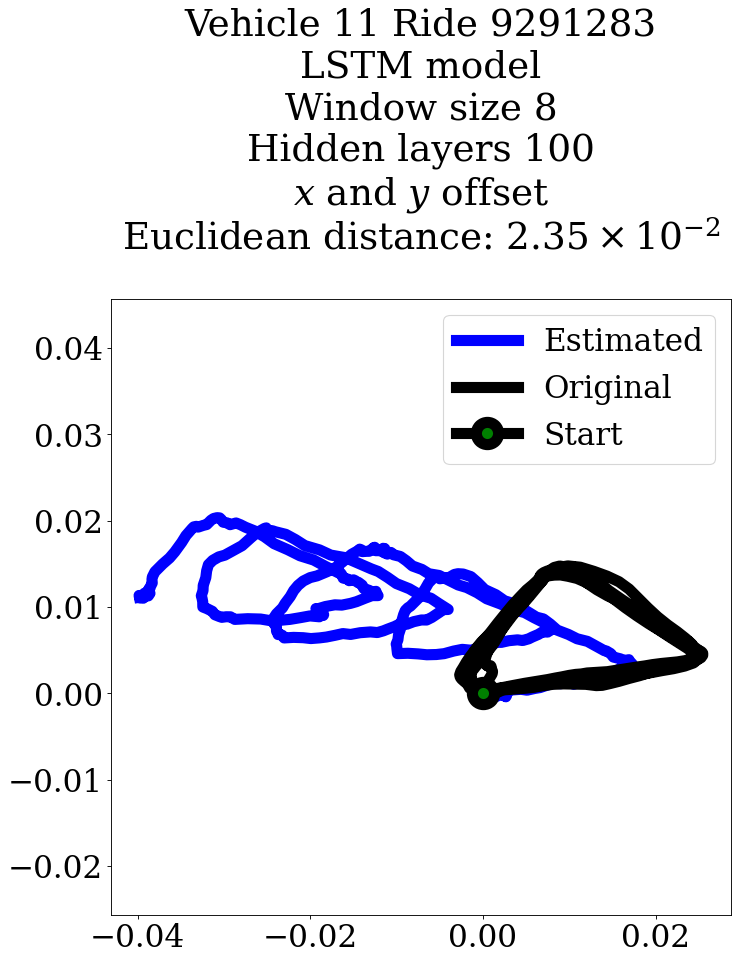 Vehicle 11 Ride 9291283
LSTM model
Window size 8
Hidden layers 100
x and y offset
Euclidean distance: 2.35 × 10⁻²
Estimated
Original
Start
0.04
0.03
0.02
0.01
0.00
−0.01
−0.02
−0.04 −0.02 0.00 0.02